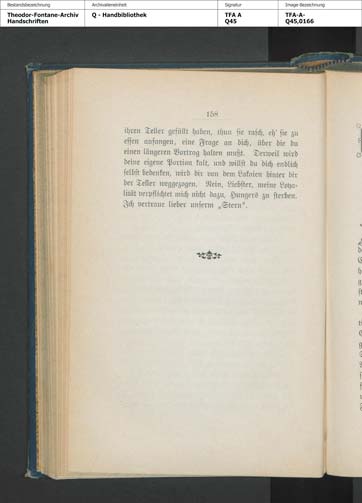 Bestandsbezeichnung
Theodor-Fontane-Archiv
Handschriften
Archivalieneinheit
Q - Handbibliothek
Signatur
TFA A
Q45
Image-Bezeichnung
TFA-A-
Q45,0166
158
ihren Teller gefüllt haben, thun sie rasch, eh' sie zu
essen anfangen, eine Frage an dich, über die du
einen längeren Vortrag halten mußt. Derweil wird
deine eigene Portion kalt, und willst du dich endlich
selbst bedenken, wird dir von dem Lakaien hinter dir
der Teller weggezogen. Nein, Liebster, meine Loya-
lität verpflichtet mich nicht dazu, Hungers zu sterben.
Ich vertraue lieber unserm „Stern".